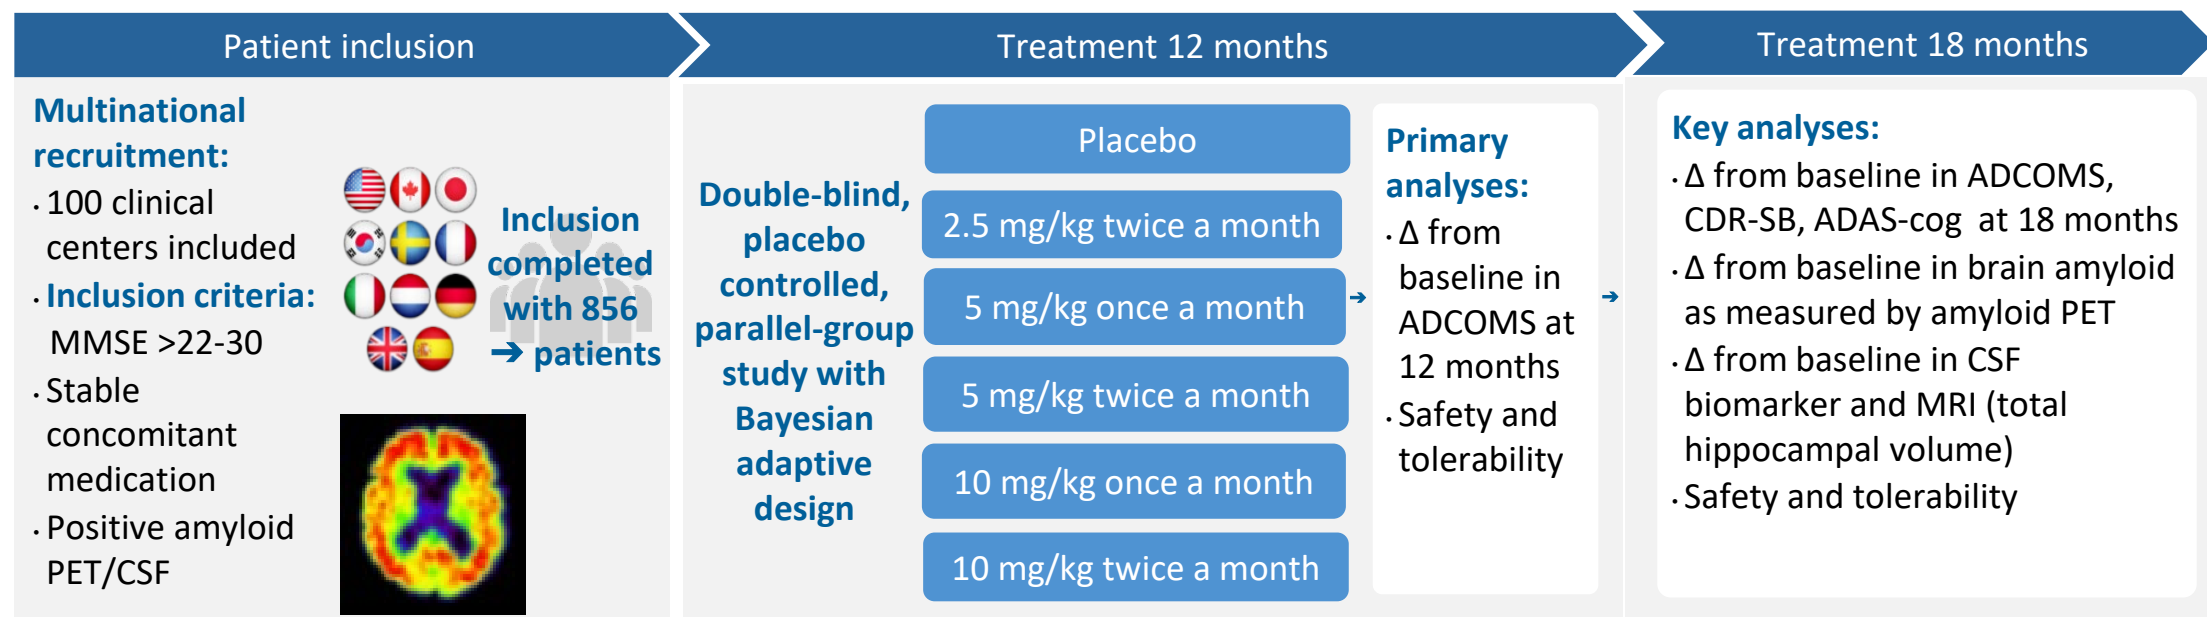 Patient inclusion
Treatment 12 months
Treatment 18 months
Multinational
recruitment:
· 100 clinical
centers included
· Inclusion criteria:
MMSE >22-30
· Stable
concomitant
medication
· Positive amyloid
PET/CSF
Inclusion
completed
with 856
➔ patients
Double-blind,
placebo
controlled,
parallel-group
study with
Bayesian
adaptive
design
Placebo
2.5 mg/kg twice a month
5 mg/kg once a month
5 mg/kg twice a month
10 mg/kg once a month
10 mg/kg twice a month
➔
Primary
analyses:
· Δ from
baseline in
ADCOMS at
12 months
· Safety and
tolerability
➔
Key analyses:
· Δ from baseline in ADCOMS,
CDR-SB, ADAS-cog at 18 months
· Δ from baseline in brain amyloid
as measured by amyloid PET
· Δ from baseline in CSF
biomarker and MRI (total
hippocampal volume)
· Safety and tolerability